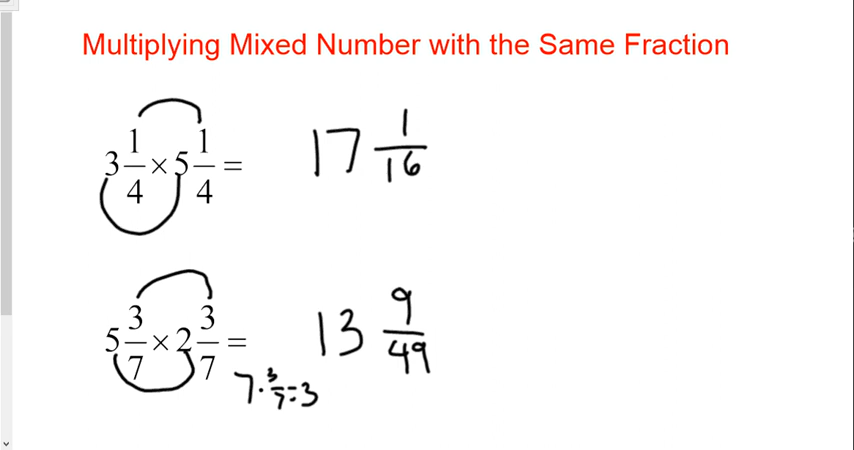 Multiplying Mixed Number with the Same Fraction
3 1/4 × 5 1/4 = 17 1/16
5 3/7 × 2 3/7 = 13 9/49
7 · 3/7 = 3